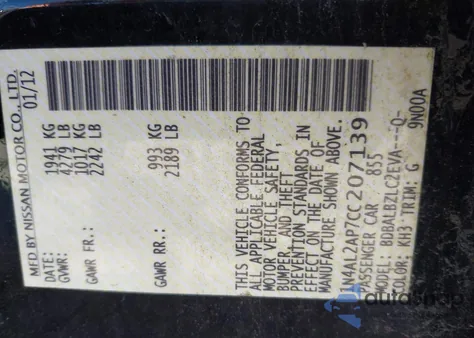 MFD BY NISSAN MOTOR CO., LTD.
DATE: 01/12
GVWR: 1941 KG
4279 LB
GAWR FR: 1017 KG
2242 LB
GAWR RR: 993 KG
2189 LB
THIS VEHICLE CONFORMS TO
ALL APPLICABLE FEDERAL
MOTOR VEHICLE SAFETY,
BUMPER, AND THEFT
PREVENTION STANDARDS IN
EFFECT ON THE DATE OF
MANUFACTURE SHOWN ABOVE.
1N4AL2AP7CC207139
PASSENGER CAR 855
MODEL: BDBALBZLCZEVA---Q-
COLOR: KH3 TRIM: G 9N00A
autosnap